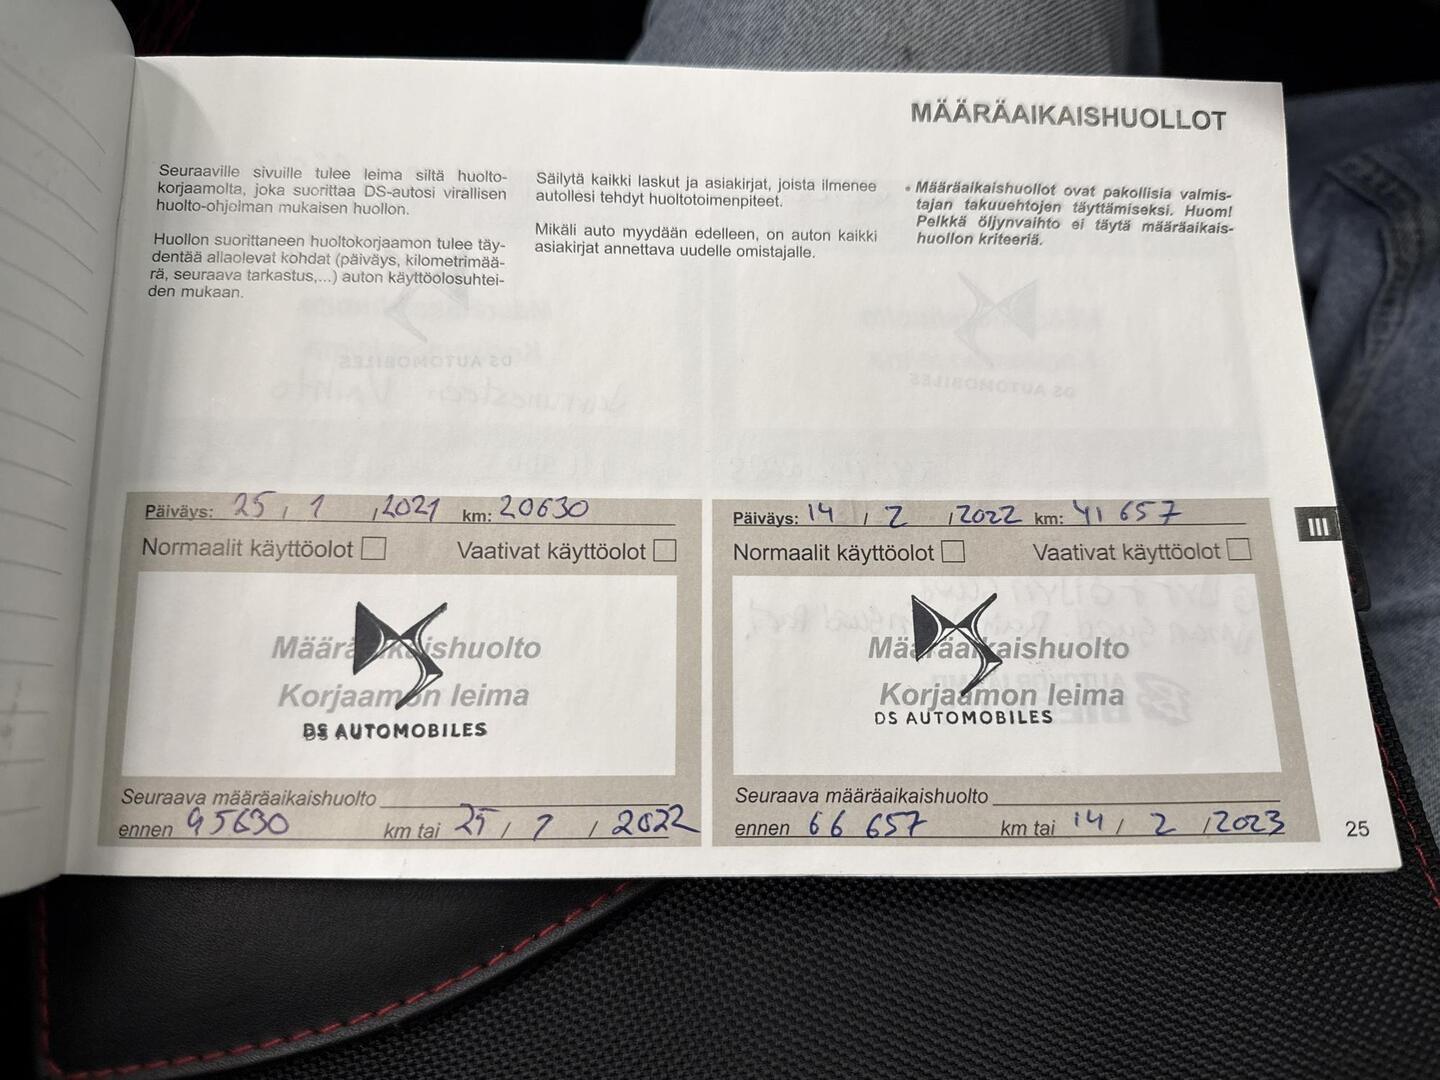 MÄÄRÄAIKAISHUOLLOT
Seuraaville sivuille tulee leima siltä huolto-
korjaamolta, joka suorittaa DS-autosi virallisen
huolto-ohjelman mukaisen huollon.
Huollon suorittaneen huoltokorjaamon tulee täy-
dentää allaolevat kohdat (päiväys, kilometrimää-
rä, seuraava tarkastus,...) auton käyttöolosuhtei-
den mukaan.
Säilytä kaikki laskut ja asiakirjat, joista ilmenee
autollesi tehdyt huoltotoimenpiteet.
Mikäli auto myydään edelleen, on auton kaikki
asiakirjat annettava uudelle omistajalle.
• Määräaikaishuollot ovat pakollisia valmis-
tajan takuuehtojen täyttämiseksi. Huom!
Pelkkä öljynvaihto ei täytä määräaikais-
huollon kriteeriä.
Päiväys: 25 / 1 / 2021 km: 20630
Normaalit käyttöolot Vaativat käyttöolot
Määräaikaishuolto
Korjaamon leima
DS AUTOMOBILES
Seuraava määräaikaishuolto
ennen 95630 km tai 25 / 1 / 2022
Päiväys: 14 / 2 / 2022 km: 41 657
Normaalit käyttöolot Vaativat käyttöolot
Määräaikaishuolto
Korjaamon leima
DS AUTOMOBILES
Seuraava määräaikaishuolto
ennen 66 657 km tai 14 / 2 / 2023
III
25